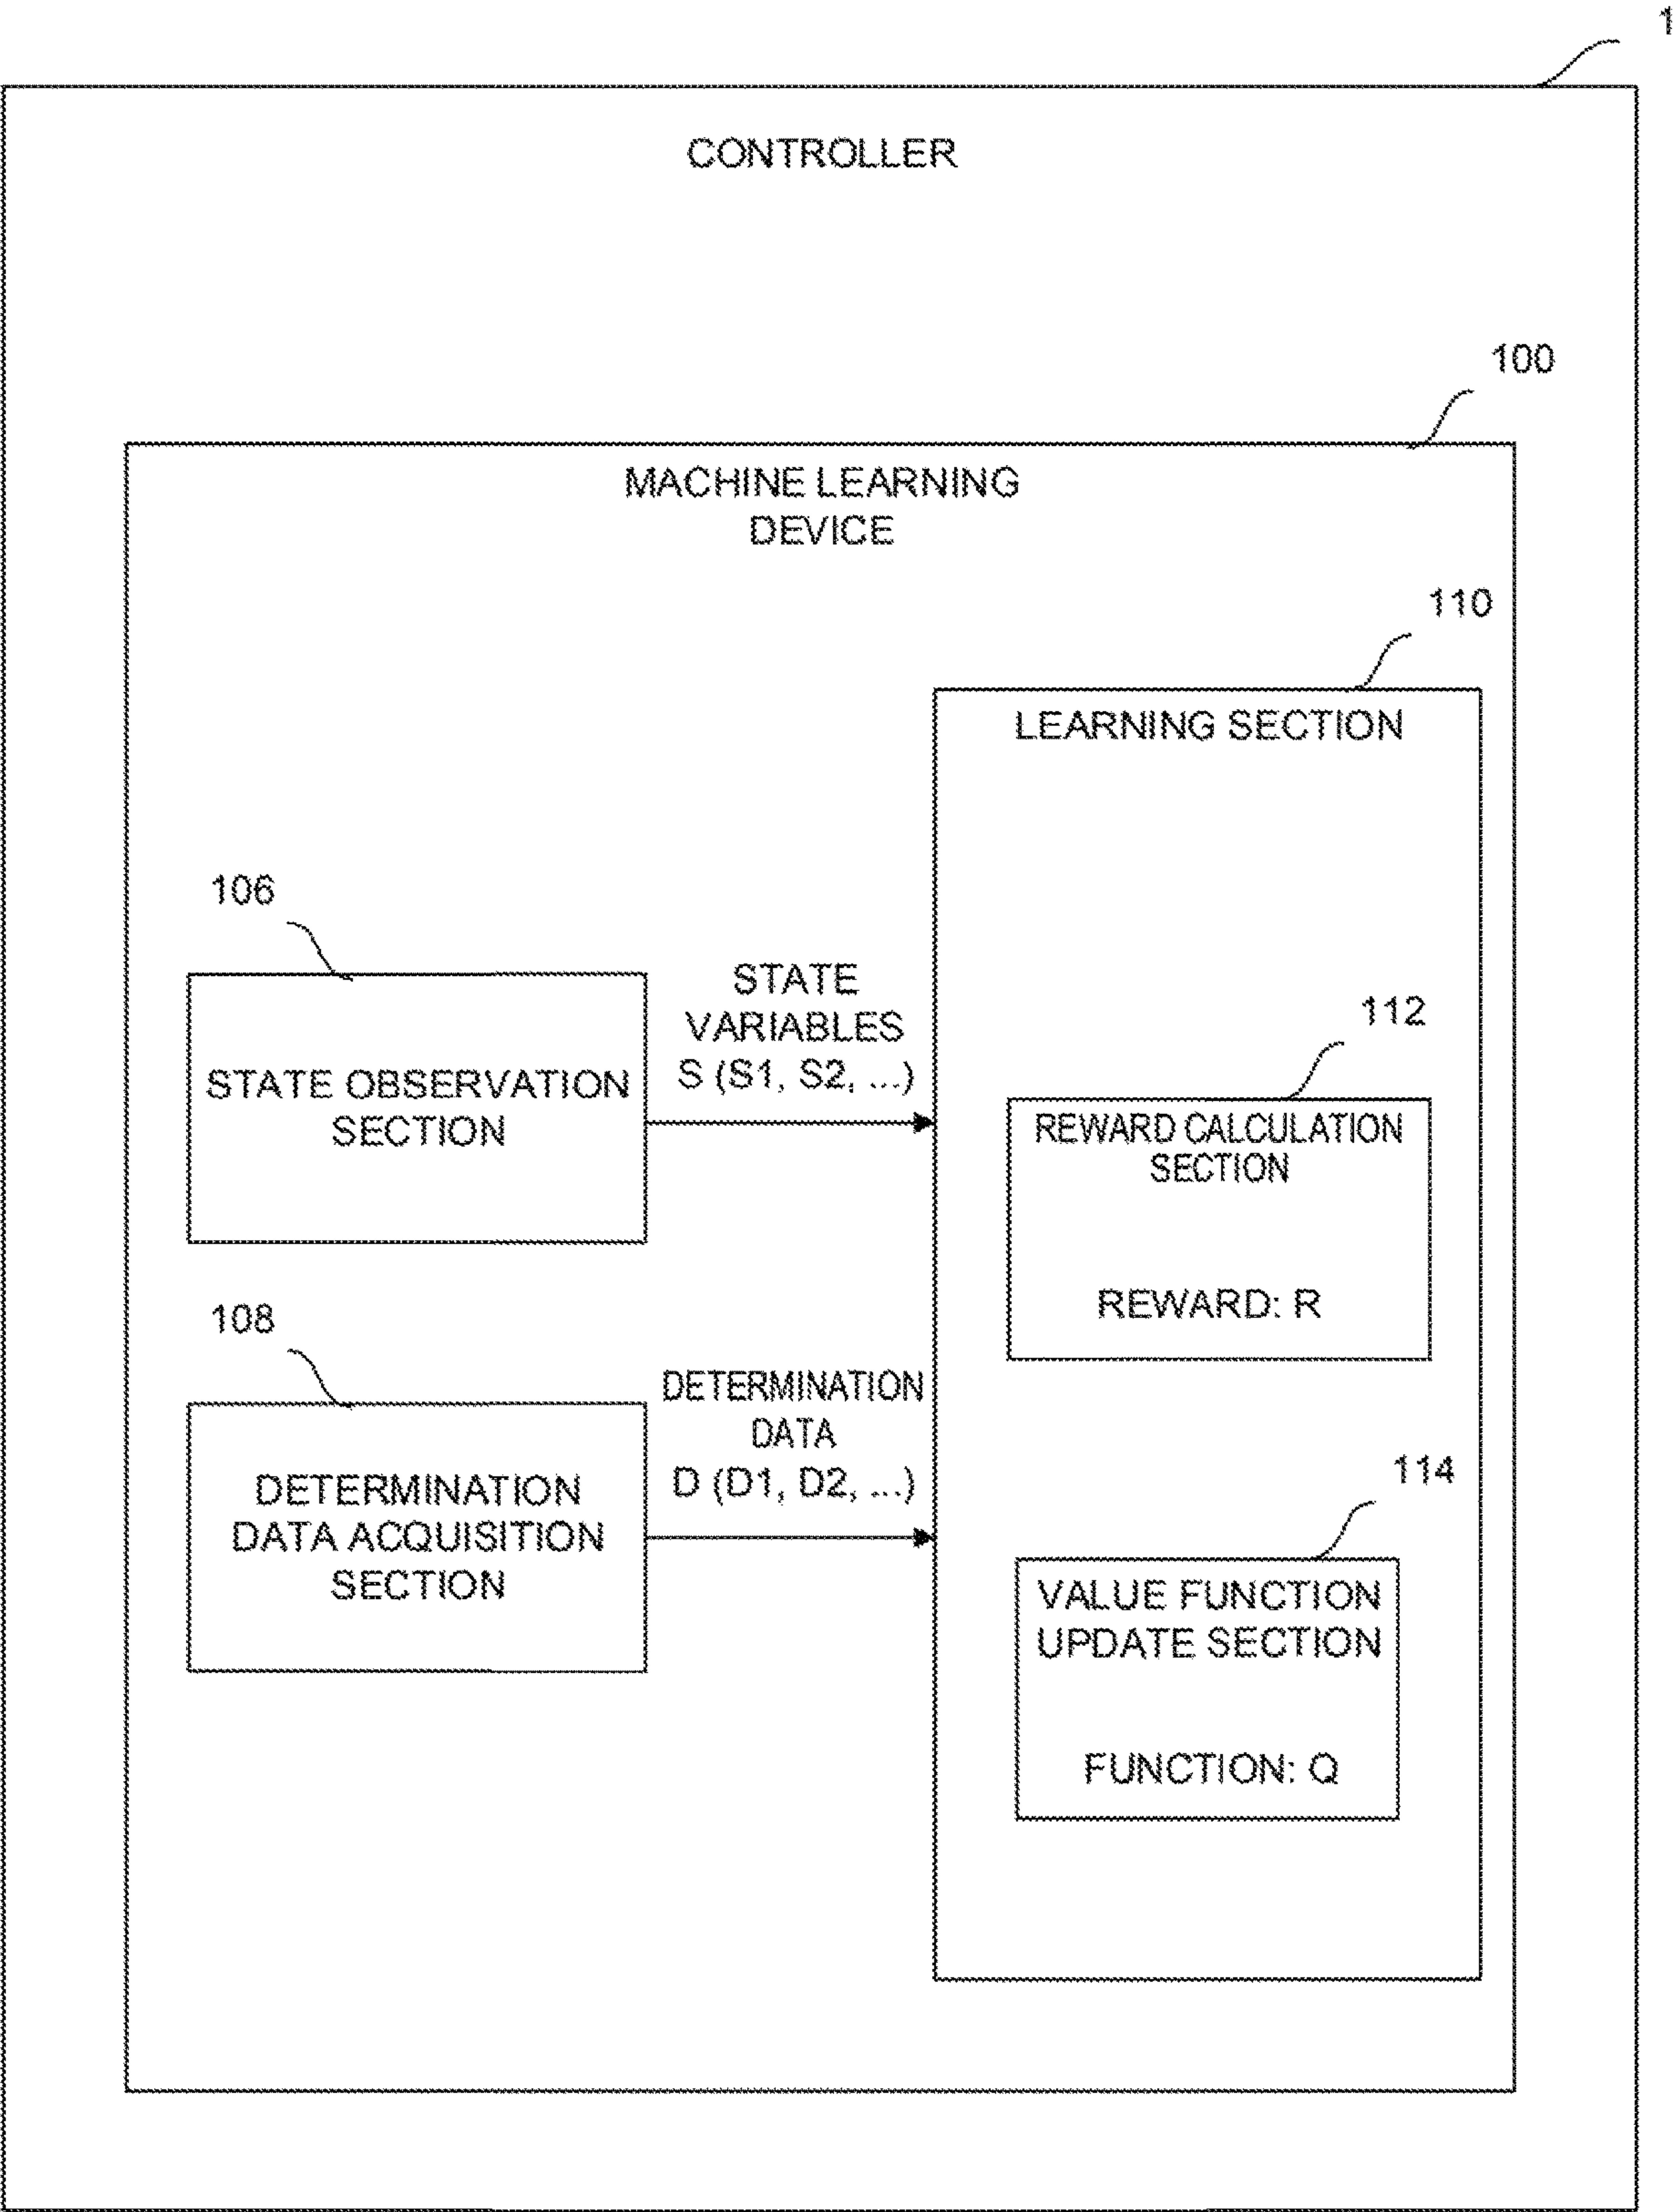 1
CONTROLLER
100
MACHINE LEARNING
DEVICE
110
LEARNING SECTION
106
STATE OBSERVATION
SECTION
STATE
VARIABLES
S (S1, S2, ...)
112
REWARD CALCULATION
SECTION
REWARD: R
108
DETERMINATION
DATA ACQUISITION
SECTION
DETERMINATION
DATA
D (D1, D2, ...)
114
VALUE FUNCTION
UPDATE SECTION
FUNCTION: Q